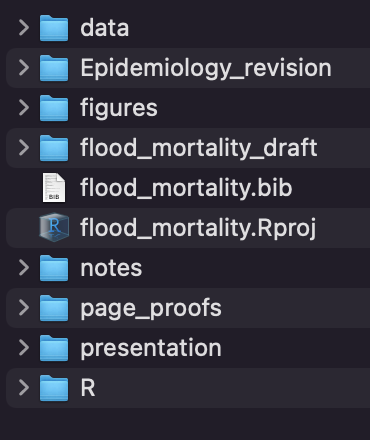 data
Epidemiology_revision
figures
flood_mortality_draft
BIB flood_mortality.bib
R flood_mortality.Rproj
notes
page_proofs
presentation
R